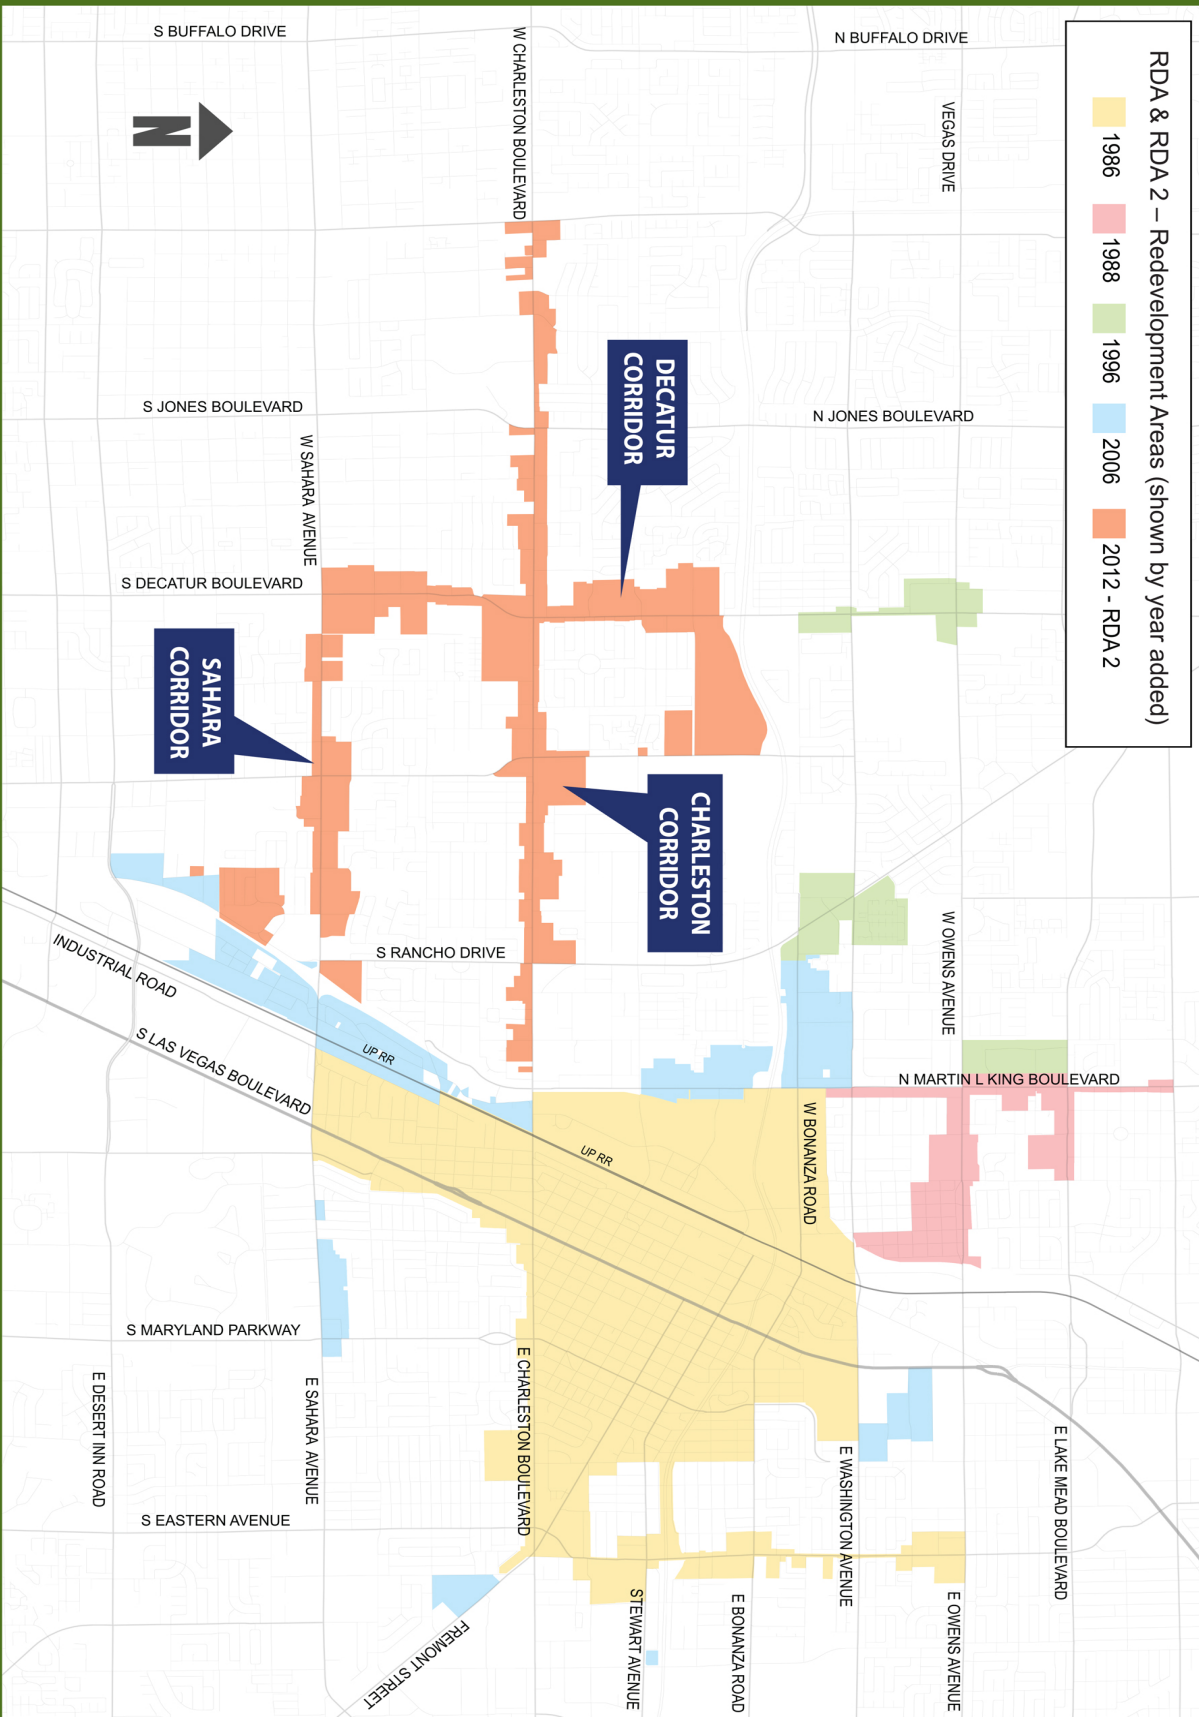 RDA & RDA 2 – Redevelopment Areas (shown by year added)
1986
1988
1996
2006
2012 - RDA 2
S BUFFALO DRIVE
N BUFFALO DRIVE
N
W CHARLESTON BOULEVARD
VEGAS DRIVE
DECATUR
CORRIDOR
S JONES BOULEVARD
N JONES BOULEVARD
W SAHARA AVENUE
S DECATUR BOULEVARD
SAHARA
CORRIDOR
CHARLESTON
CORRIDOR
S RANCHO DRIVE
W OWENS AVENUE
INDUSTRIAL ROAD
S LAS VEGAS BOULEVARD
UP RR
N MARTIN L KING BOULEVARD
UP RR
W BONANZA ROAD
S MARYLAND PARKWAY
E DESERT INN ROAD
E SAHARA AVENUE
E CHARLESTON BOULEVARD
E WASHINGTON AVENUE
E LAKE MEAD BOULEVARD
S EASTERN AVENUE
FREMONT STREET
STEWART AVENUE
E BONANZA ROAD
E OWENS AVENUE